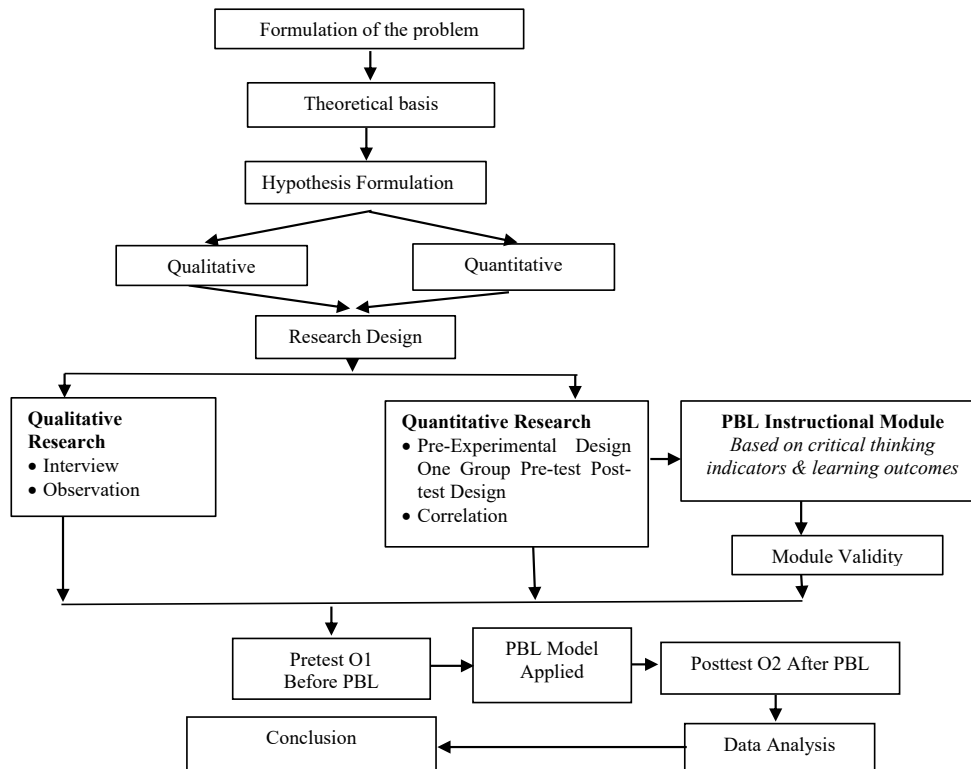 Formulation of the problem
Theoretical basis
Hypothesis Formulation
Qualitative
Quantitative
Research Design
Qualitative
Research
• Interview
• Observation
Quantitative Research
• Pre-Experimental Design
One Group Pre-test Post-
test Design
• Correlation
PBL Instructional Module
Based on critical thinking
indicators & learning outcomes
Module Validity
Pretest O1
Before PBL
PBL Model
Applied
Posttest O2 After PBL
Conclusion
Data Analysis